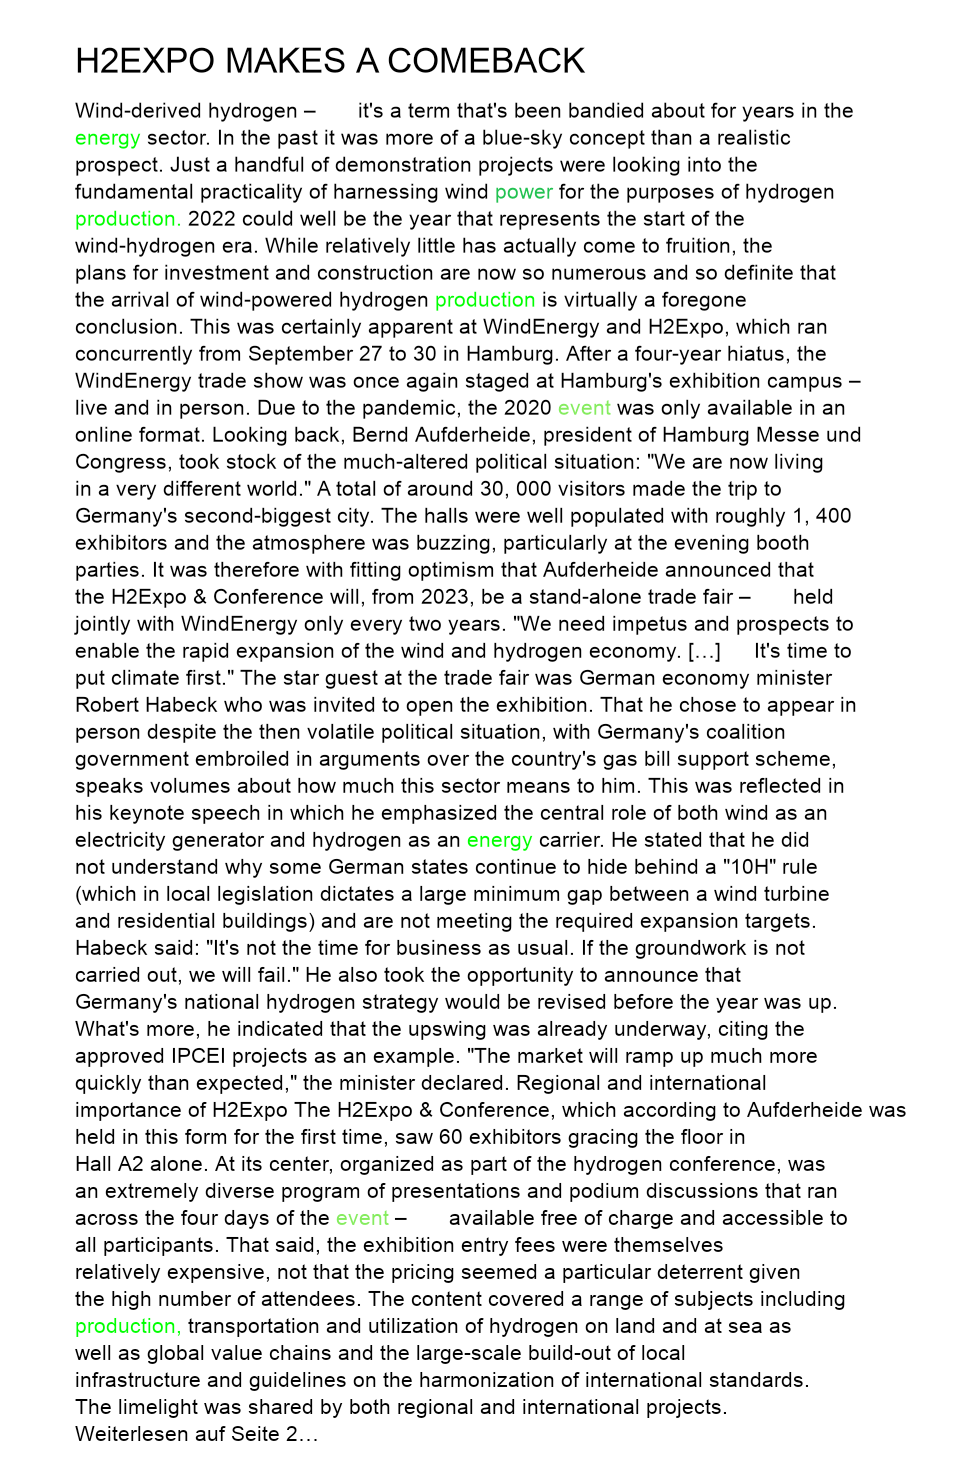 H2EXPO MAKES A COMEBACK
Wind-derived hydrogen – it's a term that's been bandied about for years in the
energy sector. In the past it was more of a blue-sky concept than a realistic
prospect. Just a handful of demonstration projects were looking into the
fundamental practicality of harnessing wind power for the purposes of hydrogen
production. 2022 could well be the year that represents the start of the
wind-hydrogen era. While relatively little has actually come to fruition, the
plans for investment and construction are now so numerous and so definite that
the arrival of wind-powered hydrogen production is virtually a foregone
conclusion. This was certainly apparent at WindEnergy and H2Expo, which ran
concurrently from September 27 to 30 in Hamburg. After a four-year hiatus, the
WindEnergy trade show was once again staged at Hamburg's exhibition campus –
live and in person. Due to the pandemic, the 2020 event was only available in an
online format. Looking back, Bernd Aufderheide, president of Hamburg Messe und
Congress, took stock of the much-altered political situation: "We are now living
in a very different world." A total of around 30, 000 visitors made the trip to
Germany's second-biggest city. The halls were well populated with roughly 1, 400
exhibitors and the atmosphere was buzzing, particularly at the evening booth
parties. It was therefore with fitting optimism that Aufderheide announced that
the H2Expo & Conference will, from 2023, be a stand-alone trade fair – held
jointly with WindEnergy only every two years. "We need impetus and prospects to
enable the rapid expansion of the wind and hydrogen economy. […] It's time to
put climate first." The star guest at the trade fair was German economy minister
Robert Habeck who was invited to open the exhibition. That he chose to appear in
person despite the then volatile political situation, with Germany's coalition
government embroiled in arguments over the country's gas bill support scheme,
speaks volumes about how much this sector means to him. This was reflected in
his keynote speech in which he emphasized the central role of both wind as an
electricity generator and hydrogen as an energy carrier. He stated that he did
not understand why some German states continue to hide behind a "10H" rule
(which in local legislation dictates a large minimum gap between a wind turbine
and residential buildings) and are not meeting the required expansion targets.
Habeck said: "It's not the time for business as usual. If the groundwork is not
carried out, we will fail." He also took the opportunity to announce that
Germany's national hydrogen strategy would be revised before the year was up.
What's more, he indicated that the upswing was already underway, citing the
approved IPCEI projects as an example. "The market will ramp up much more
quickly than expected," the minister declared. Regional and international
importance of H2Expo The H2Expo & Conference, which according to Aufderheide was
held in this form for the first time, saw 60 exhibitors gracing the floor in
Hall A2 alone. At its center, organized as part of the hydrogen conference, was
an extremely diverse program of presentations and podium discussions that ran
across the four days of the event – available free of charge and accessible to
all participants. That said, the exhibition entry fees were themselves
relatively expensive, not that the pricing seemed a particular deterrent given
the high number of attendees. The content covered a range of subjects including
production, transportation and utilization of hydrogen on land and at sea as
well as global value chains and the large-scale build-out of local
infrastructure and guidelines on the harmonization of international standards.
The limelight was shared by both regional and international projects.
Weiterlesen auf Seite 2…